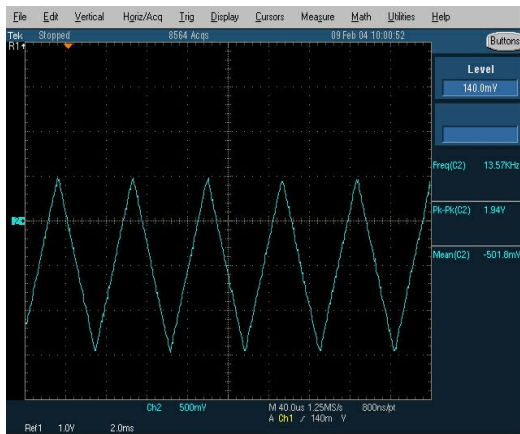 File Edit Vertical Horiz/Acq Trig Display Cursors Measure Math Utilities Help
Tek Stopped 8564 Acqs 09 Feb 04 10:00:52 Buttons
R1
Level
140.0mV
Freq(C2) 13.57KHz
2
Pk-Pk(C2) 1.94V
Mean(C2) -501.8mV
Ch2 500mV M 40.0us 1.25MS/s 800ns/pt
A Ch1 / 140m V
Ref1 1.0V 2.0ms